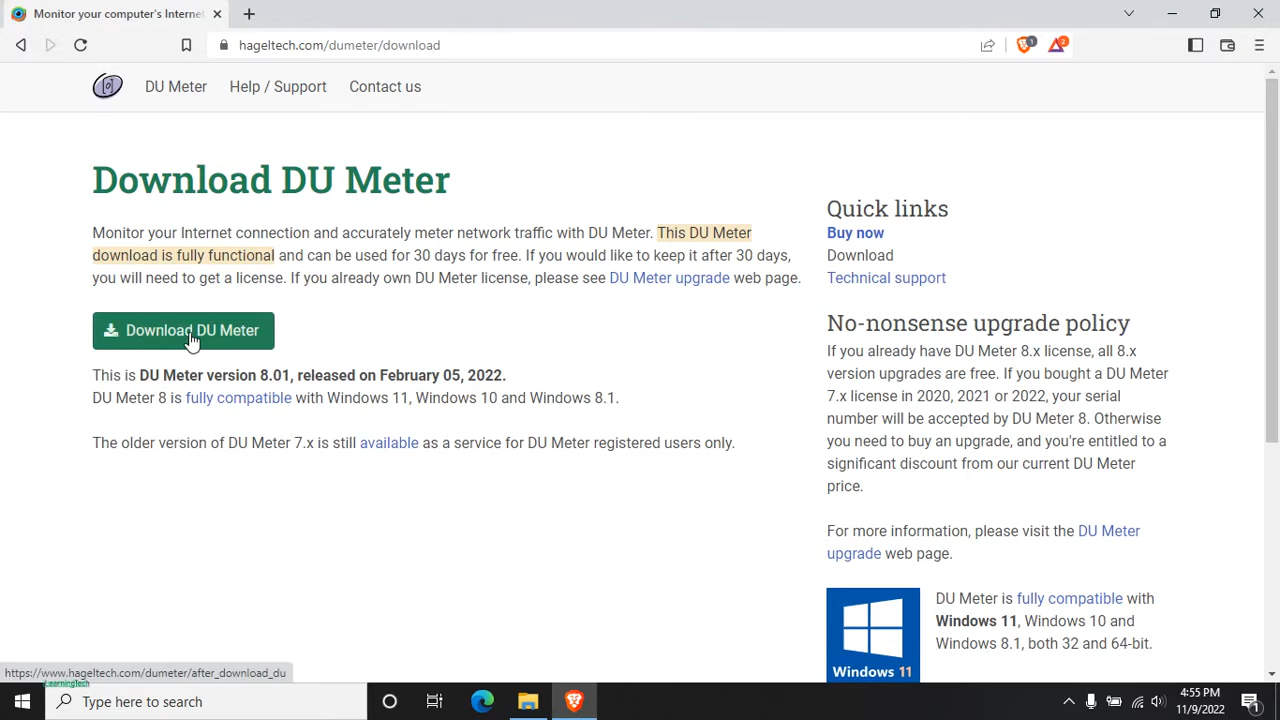 Monitor your computer's Interne
hageltech.com/dumeter/download
1
2
DU Meter Help / Support Contact us
Download DU Meter
Monitor your Internet connection and accurately meter network traffic with DU Meter. This DU Meter
download is fully functional and can be used for 30 days for free. If you would like to keep it after 30 days,
you will need to get a license. If you already own DU Meter license, please see DU Meter upgrade web page.
Download DU Meter
This is DU Meter version 8.01, released on February 05, 2022.
DU Meter 8 is fully compatible with Windows 11, Windows 10 and Windows 8.1.
The older version of DU Meter 7.x is still available as a service for DU Meter registered users only.
Quick links
Buy now
Download
Technical support
No-nonsense upgrade policy
If you already have DU Meter 8.x license, all 8.x
version upgrades are free. If you bought a DU Meter
7.x license in 2020, 2021 or 2022, your serial
number will be accepted by DU Meter 8. Otherwise
you need to buy an upgrade, and you're entitled to a
significant discount from our current DU Meter
price.
For more information, please visit the DU Meter
upgrade web page.
Windows 11
DU Meter is fully compatible with
Windows 11, Windows 10 and
Windows 8.1, both 32 and 64-bit.
https://www.hageltech.com/dumeter/after_download_du
LearningTech
Type here to search
4:55 PM
11/9/2022
1